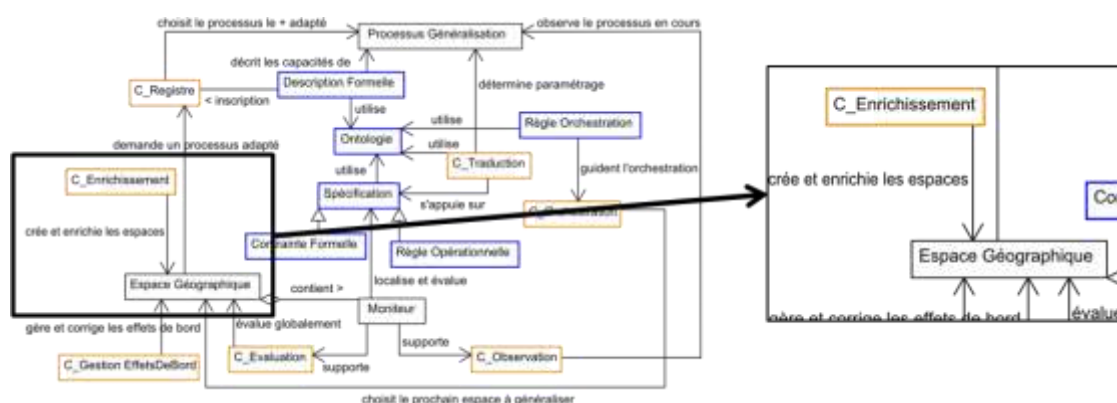 choisit le processus le + adapté
observe le processus en cours
Processus Généralisation
décrit les capacités de
C_Registre
Description Formelle
détermine paramétrage
< inscription
utilise
Règle Orchestration
utilise
Ontologie
utilise
demande un processus adapté
C_Traduction
guident l'orchestration
utilise
C_Enrichissement
Spécification
s'appuie sur
crée et enrichie les espaces
Contrainte Formelle
Règle Opérationnelle
Espace Géographique
contient >
localise et évalue
Moniteur
gère et corrige les effets de bord
évalue globalement
supporte
C_Gestion EffetsDeBord
C_Evaluation
supporte
C_Observation
choisit le prochain espace à généraliser
C_Enrichissement
crée et enrichie les espaces
Co
Espace Géographique
gère et corrige les effets de bord
évalue